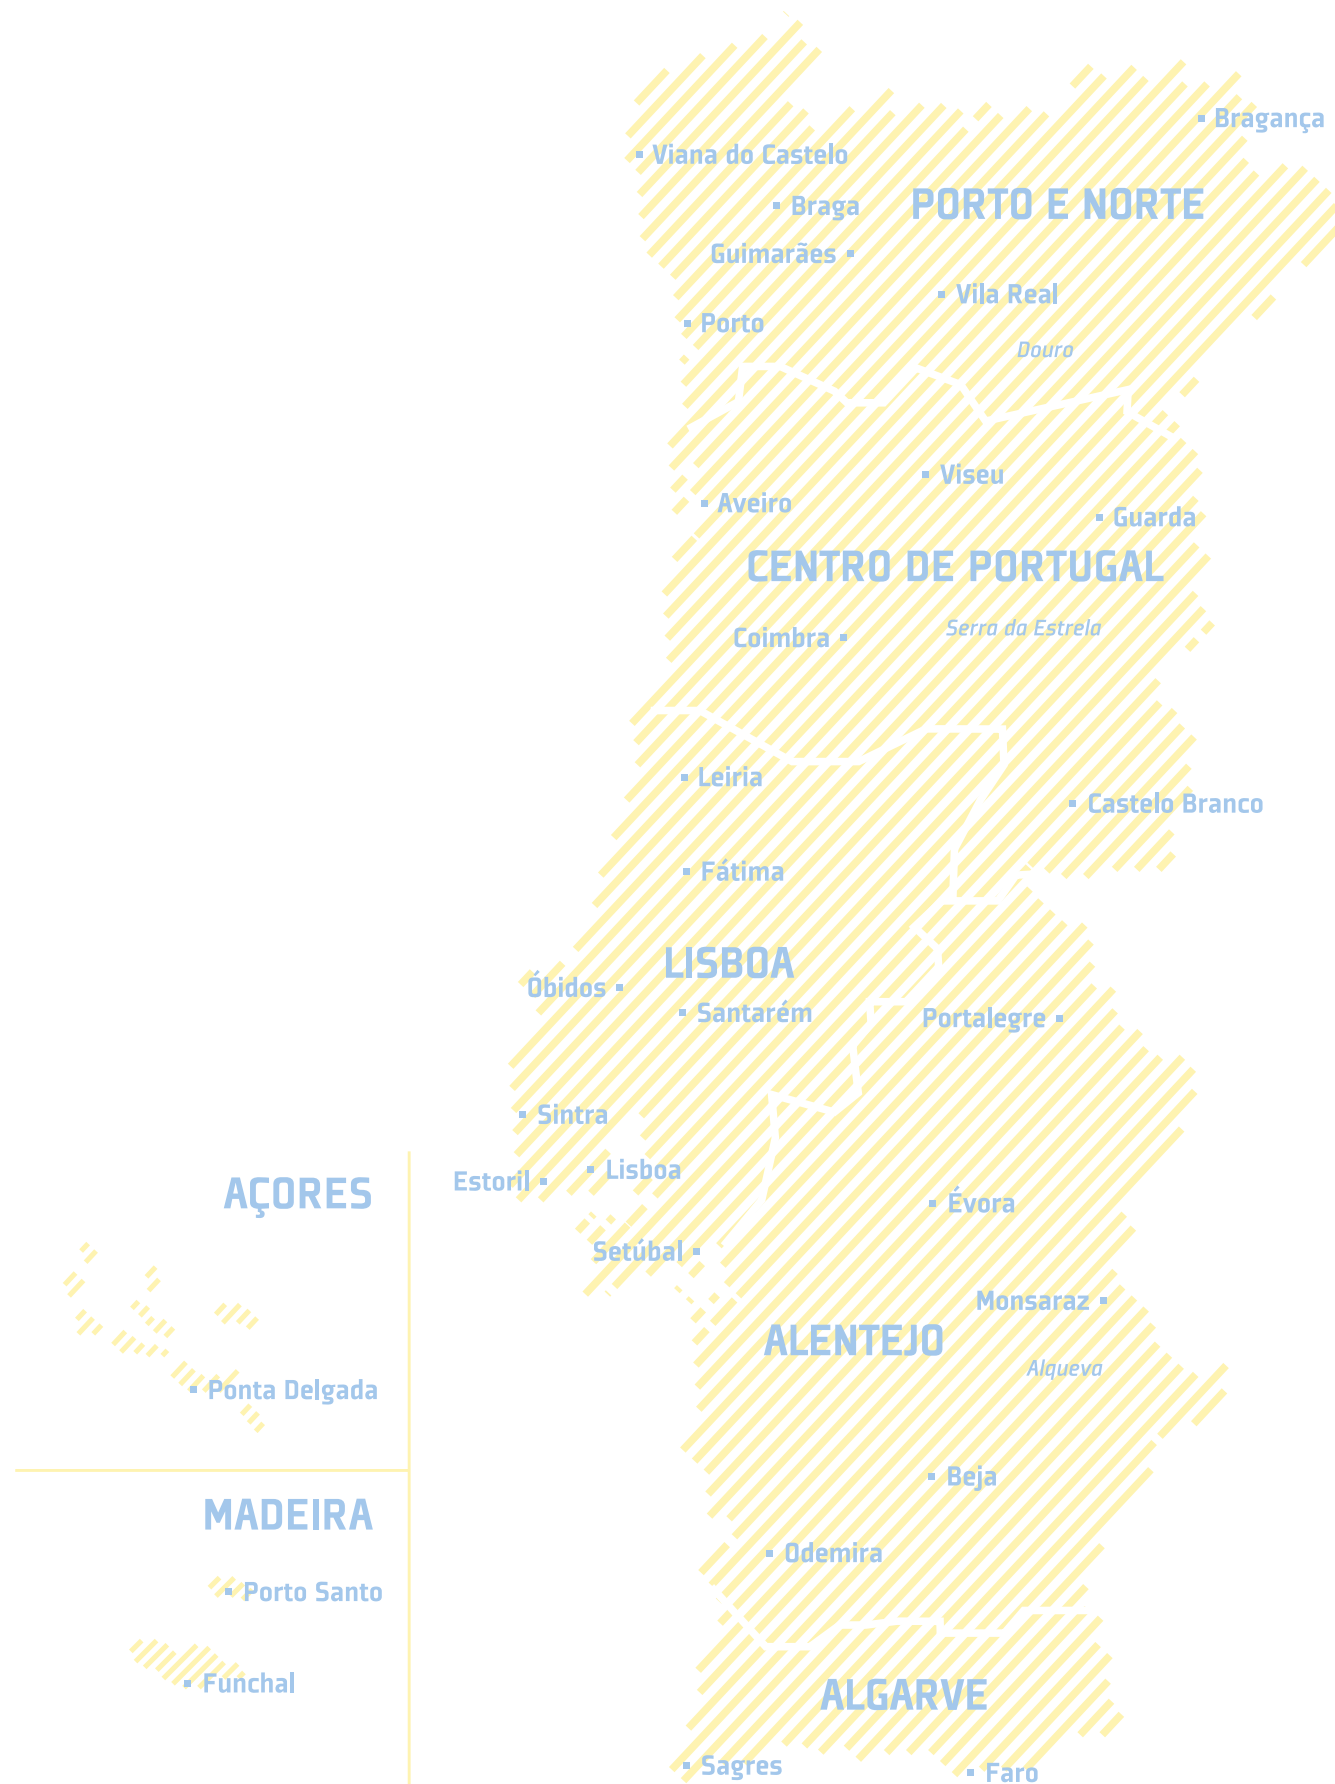 Bragança
Viana do Castelo
Braga
PORTO E NORTE
Guimarães
Vila Real
Porto
Douro
Viseu
Aveiro
Guarda
CENTRO DE PORTUGAL
Serra da Estrela
Coimbra
Leiria
Castelo Branco
Fátima
LISBOA
Óbidos
Santarém
Portalegre
Sintra
Lisboa
Estoril
AÇORES
Évora
Setúbal
Monsaraz
ALENTEJO
Alqueva
Ponta Delgada
Beja
MADEIRA
Odemira
Porto Santo
Funchal
ALGARVE
Sagres
Faro